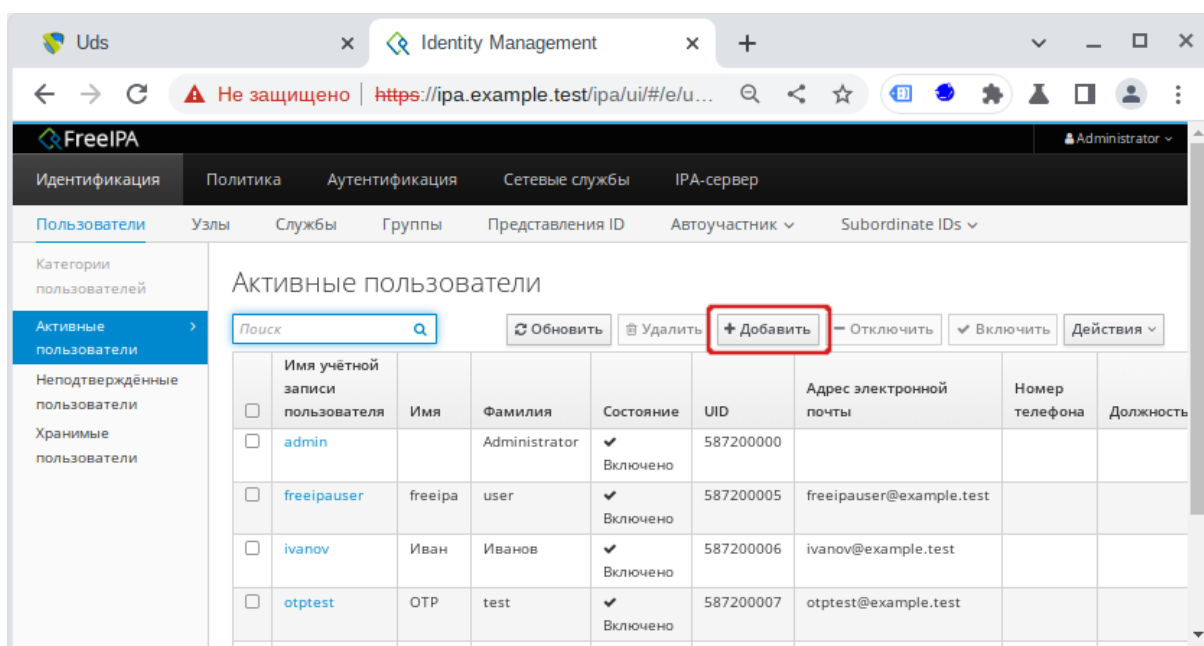 Uds
Identity Management
Не защищено https://ipa.example.test/ipa/ui/#/e/u...
FreeIPA Administrator
Идентификация Политика Аутентификация Сетевые службы IPA-сервер
Пользователи Узлы Службы Группы Представления ID Автоучастник Subordinate IDs
Категории
пользователей
Активные
пользователи
Неподтверждённые
пользователи
Хранимые
пользователи
Активные пользователи
Поиск Обновить Удалить + Добавить − Отключить Включить Действия
Имя учётной
записи
пользователя Имя Фамилия Состояние UID Адрес электронной
почты Номер
телефона Должность
admin Administrator Включено 587200000
freeipauser freeipa user Включено 587200005 freeipauser@example.test
ivanov Иван Иванов Включено 587200006 ivanov@example.test
otptest OTP test Включено 587200007 otptest@example.test